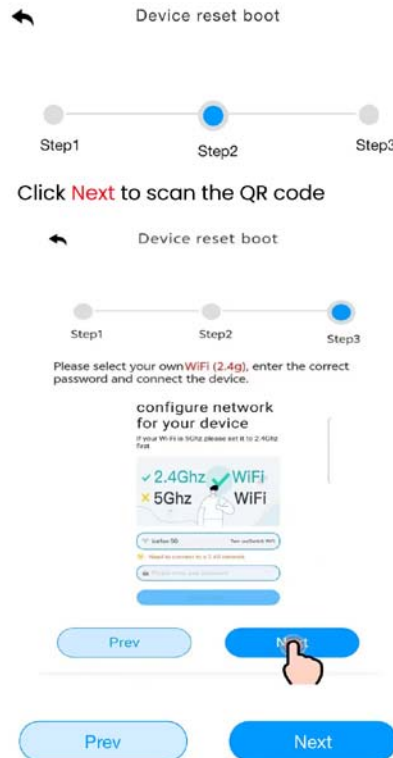 Device reset boot
Step1 Step2 Step3
Click Next to scan the QR code
Device reset boot
Step1 Step2 Step3
Please select your own WiFi (2.4g), enter the correct
password and connect the device.
configure network
for your device
If your Wi-Fi is 5Ghz please set it to 2.4Ghz
first
2.4Ghz WiFi
5Ghz WiFi
Prev Next
Prev Next